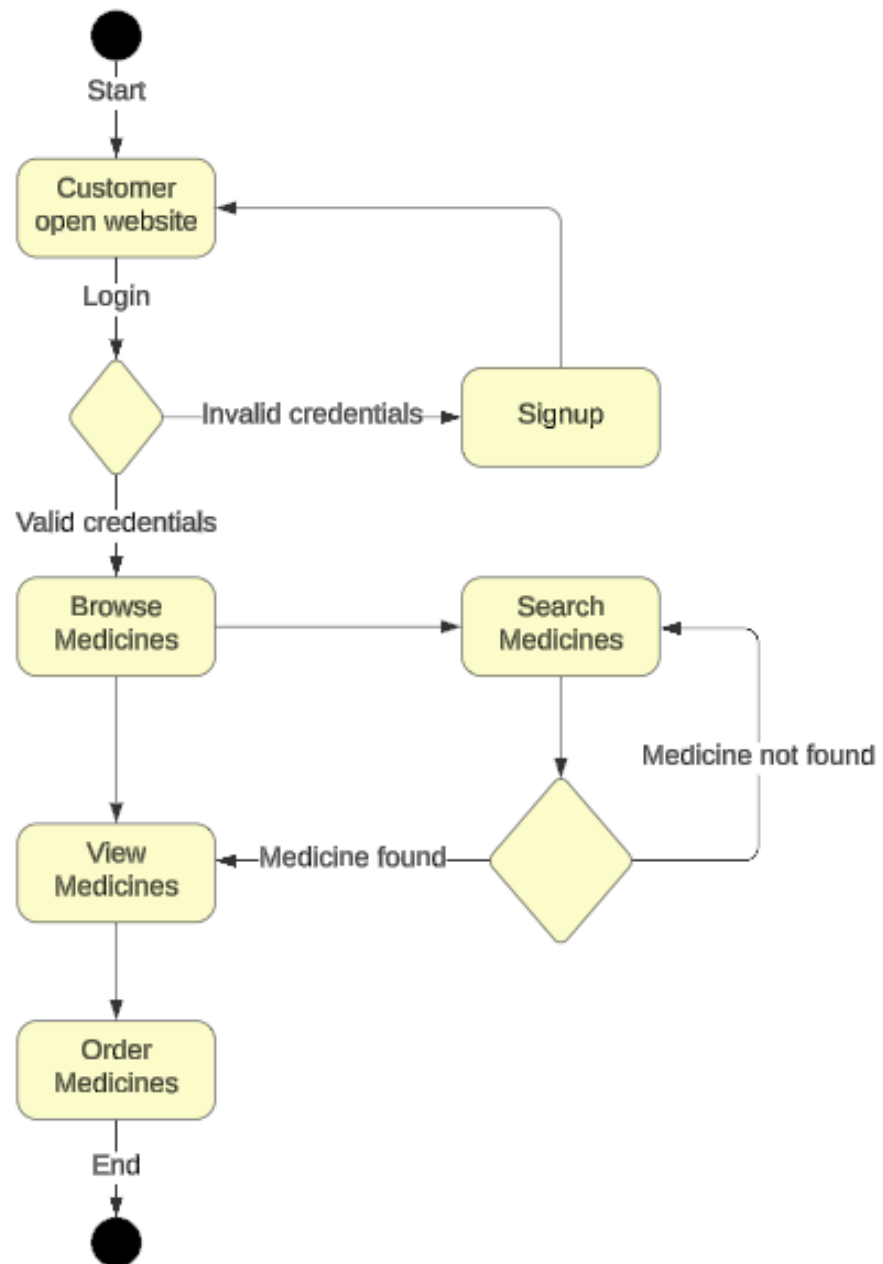 Start
Customer
open website
Login
Invalid credentials
Signup
Valid credentials
Browse
Medicines
Search
Medicines
Medicine not found
View
Medicines
Medicine found
Order
Medicines
End